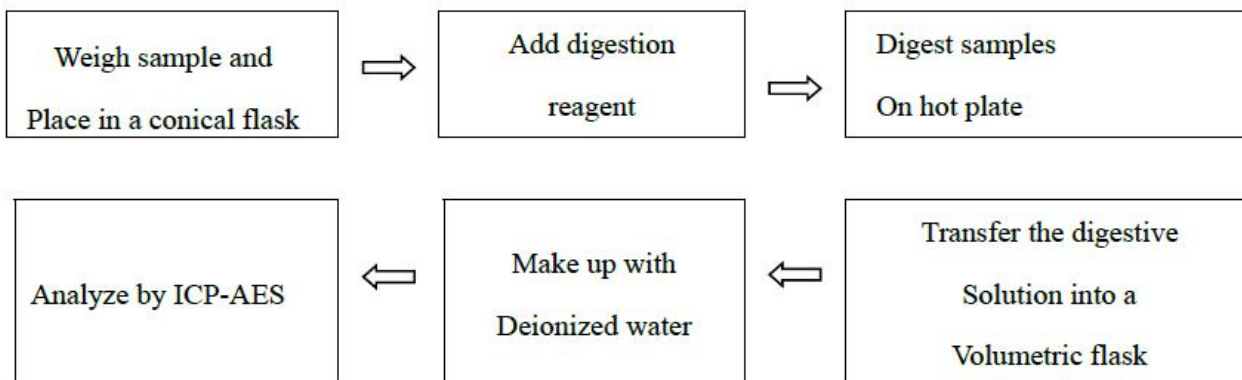 Weigh sample and
Place in a conical flask
Add digestion
reagent
Digest samples
On hot plate
Transfer the digestive
Solution into a
Volumetric flask
Make up with
Deionized water
Analyze by ICP-AES